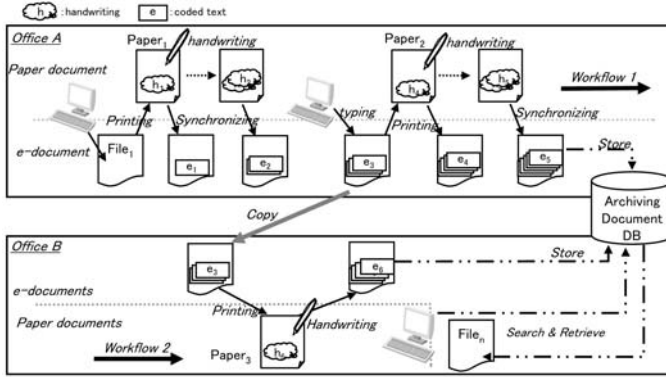 h :handwriting e :coded text
Office A
Paper₁ handwriting Paper₂ handwriting
Paper document h₁ h₂ h₄ h₅ Workflow 1
typing
Printing Synchronizing Printing Synchronizing
e-document File₁ e₁ e₂ e₃ e₄ e₅ Store
Archiving
Document
DB
Copy
Office B
e₃ e₆ Store
e-documents
Printing
Paper documents Handwriting
h₆ File n Search & Retrieve
Workflow 2 Paper₃